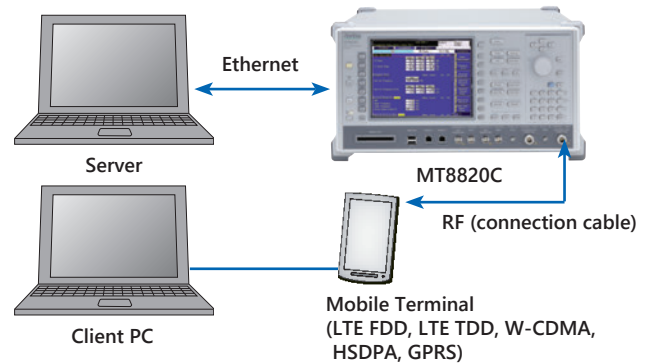 Ethernet
Server
MT8820C
RF (connection cable)
Client PC
Mobile Terminal
(LTE FDD, LTE TDD, W-CDMA,
HSDPA, GPRS)